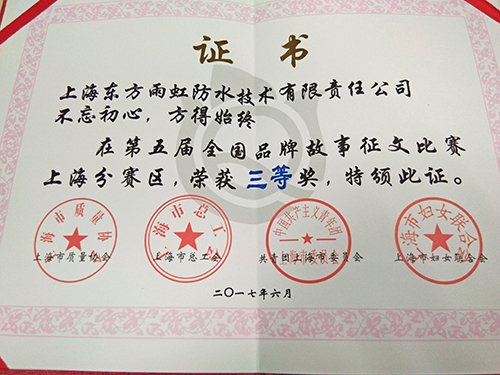 证书
上海东方雨虹防水技术有限责任公司
不忘初心，方得始终
在第五届全国品牌故事征文比赛
上海分赛区，荣获三等奖，特颁此证。
上海市质量协会
上海市总工会
共青团上海市委员会
上海市妇女联合会
二〇一七年六月